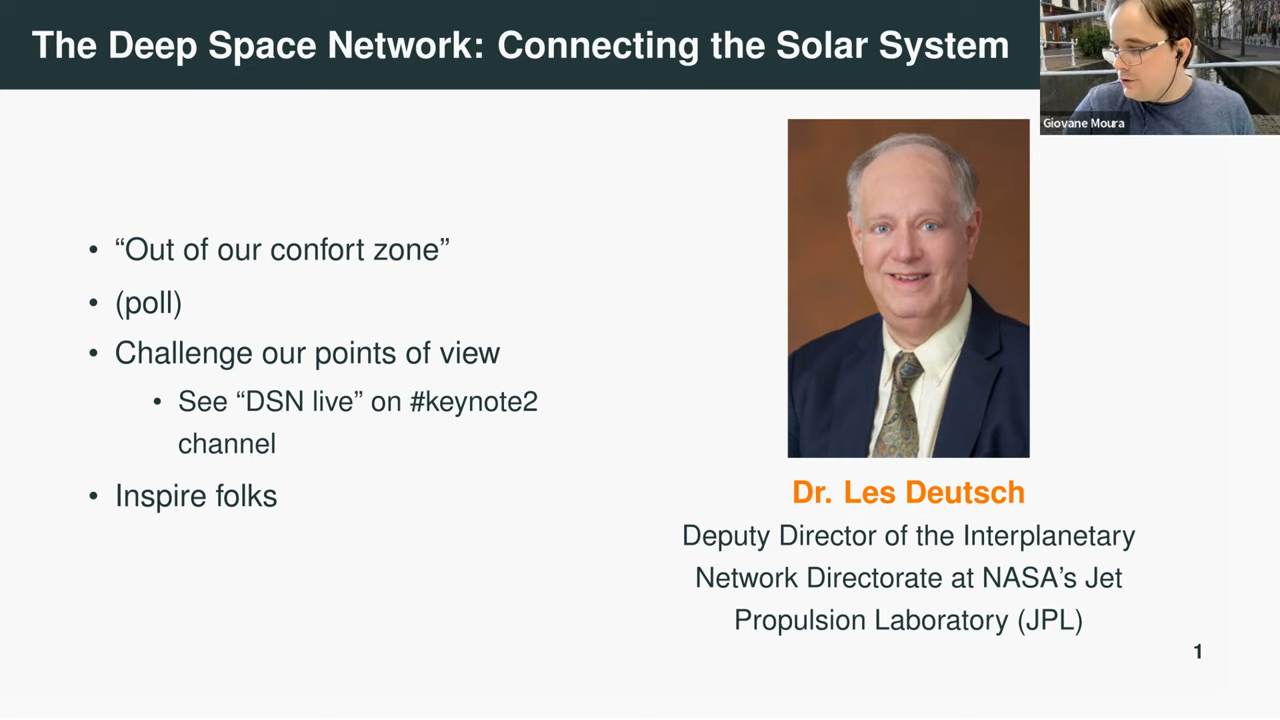 The Deep Space Network: Connecting the Solar System
Giovane Moura
• “Out of our confort zone”
• (poll)
• Challenge our points of view
• See “DSN live” on #keynote2
channel
• Inspire folks
Dr. Les Deutsch
Deputy Director of the Interplanetary
Network Directorate at NASA’s Jet
Propulsion Laboratory (JPL)
1